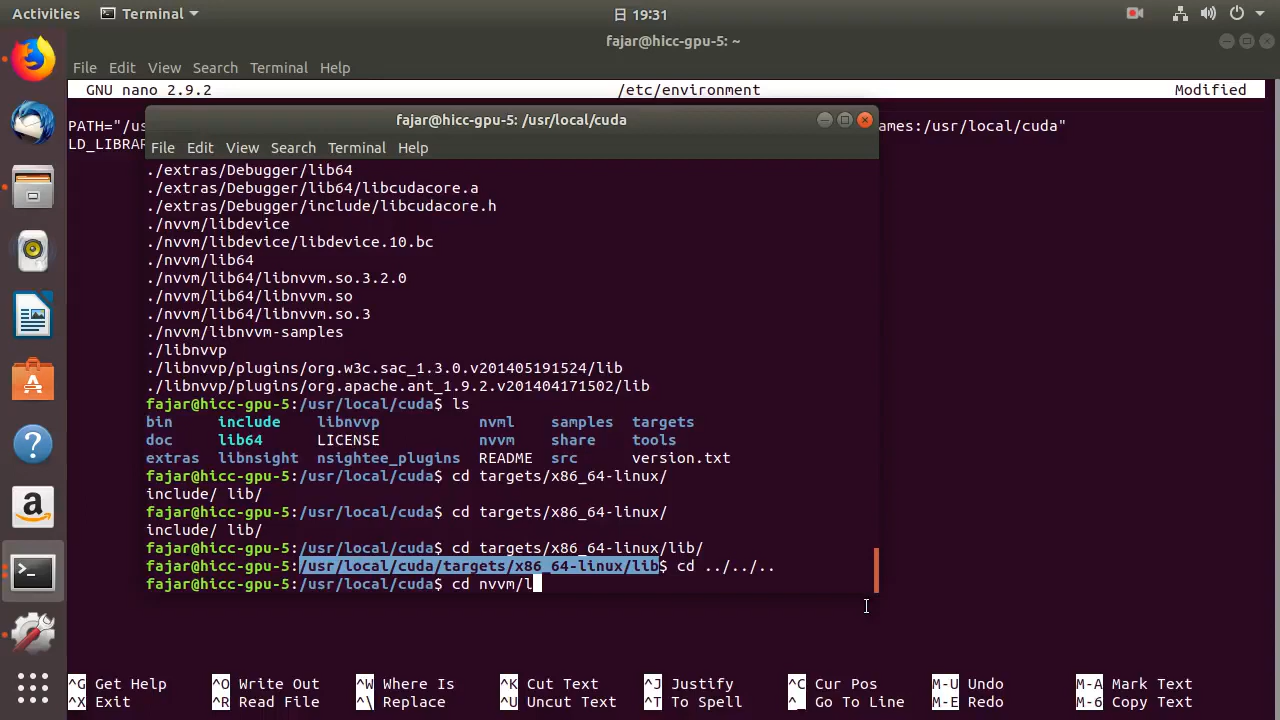 Activities Terminal 日 19:31
fajar@hicc-gpu-5: ~
File Edit View Search Terminal Help
GNU nano 2.9.2 /etc/environment Modified
PATH="/us ames:/usr/local/cuda"
LD_LIBRAR
fajar@hicc-gpu-5: /usr/local/cuda
File Edit View Search Terminal Help
./extras/Debugger/lib64
./extras/Debugger/lib64/libcudacore.a
./extras/Debugger/include/libcudacore.h
./nvvm/libdevice
./nvvm/libdevice/libdevice.10.bc
./nvvm/lib64
./nvvm/lib64/libnvvm.so.3.2.0
./nvvm/lib64/libnvvm.so
./nvvm/lib64/libnvvm.so.3
./nvvm/libnvvm-samples
./libnvvp
./libnvvp/plugins/org.w3c.sac_1.3.0.v201405191524/lib
./libnvvp/plugins/org.apache.ant_1.9.2.v201404171502/lib
fajar@hicc-gpu-5:/usr/local/cuda$ ls
bin include libnvvp nvml samples targets
doc lib64 LICENSE nvvm share tools
extras libnsight nsightee_plugins README src version.txt
fajar@hicc-gpu-5:/usr/local/cuda$ cd targets/x86_64-linux/
include/ lib/
fajar@hicc-gpu-5:/usr/local/cuda$ cd targets/x86_64-linux/
include/ lib/
fajar@hicc-gpu-5:/usr/local/cuda$ cd targets/x86_64-linux/lib/
fajar@hicc-gpu-5:/usr/local/cuda/targets/x86_64-linux/lib$ cd ../../..
fajar@hicc-gpu-5:/usr/local/cuda$ cd nvvm/l
^G Get Help ^O Write Out ^W Where Is ^K Cut Text ^J Justify ^C Cur Pos M-U Undo M-A Mark Text
^X Exit ^R Read File ^\ Replace ^U Uncut Text ^T To Spell ^_ Go To Line M-E Redo M-6 Copy Text